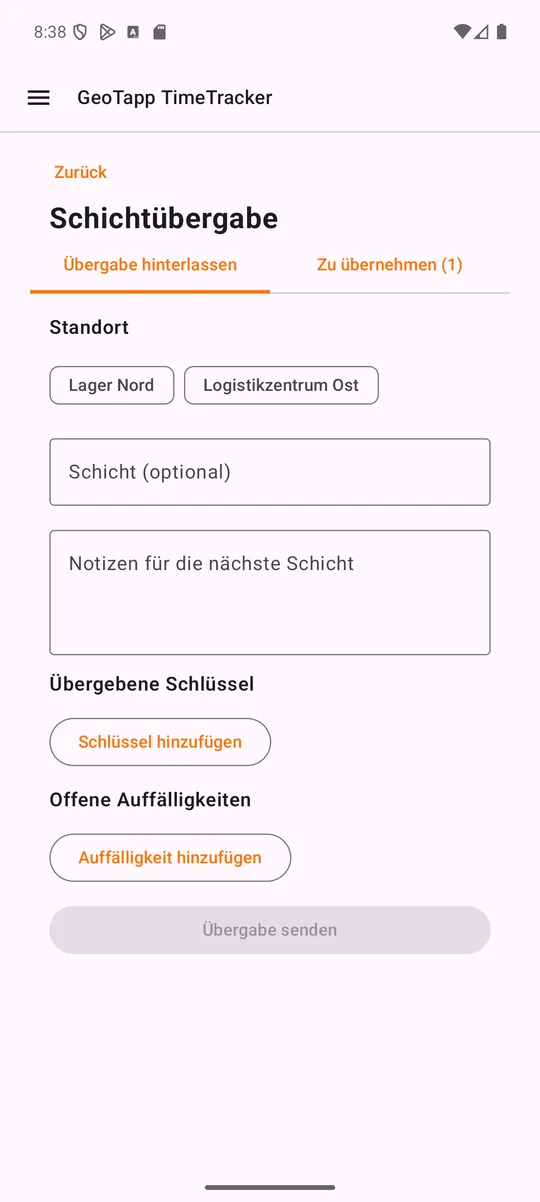 8:38
GeoTapp TimeTracker
Zurück
Schichtübergabe
Übergabe hinterlassen
Zu übernehmen (1)
Standort
Lager Nord
Logistikzentrum Ost
Schicht (optional)
Notizen für die nächste Schicht
Übergebene Schlüssel
Schlüssel hinzufügen
Offene Auffälligkeiten
Auffälligkeit hinzufügen
Übergabe senden